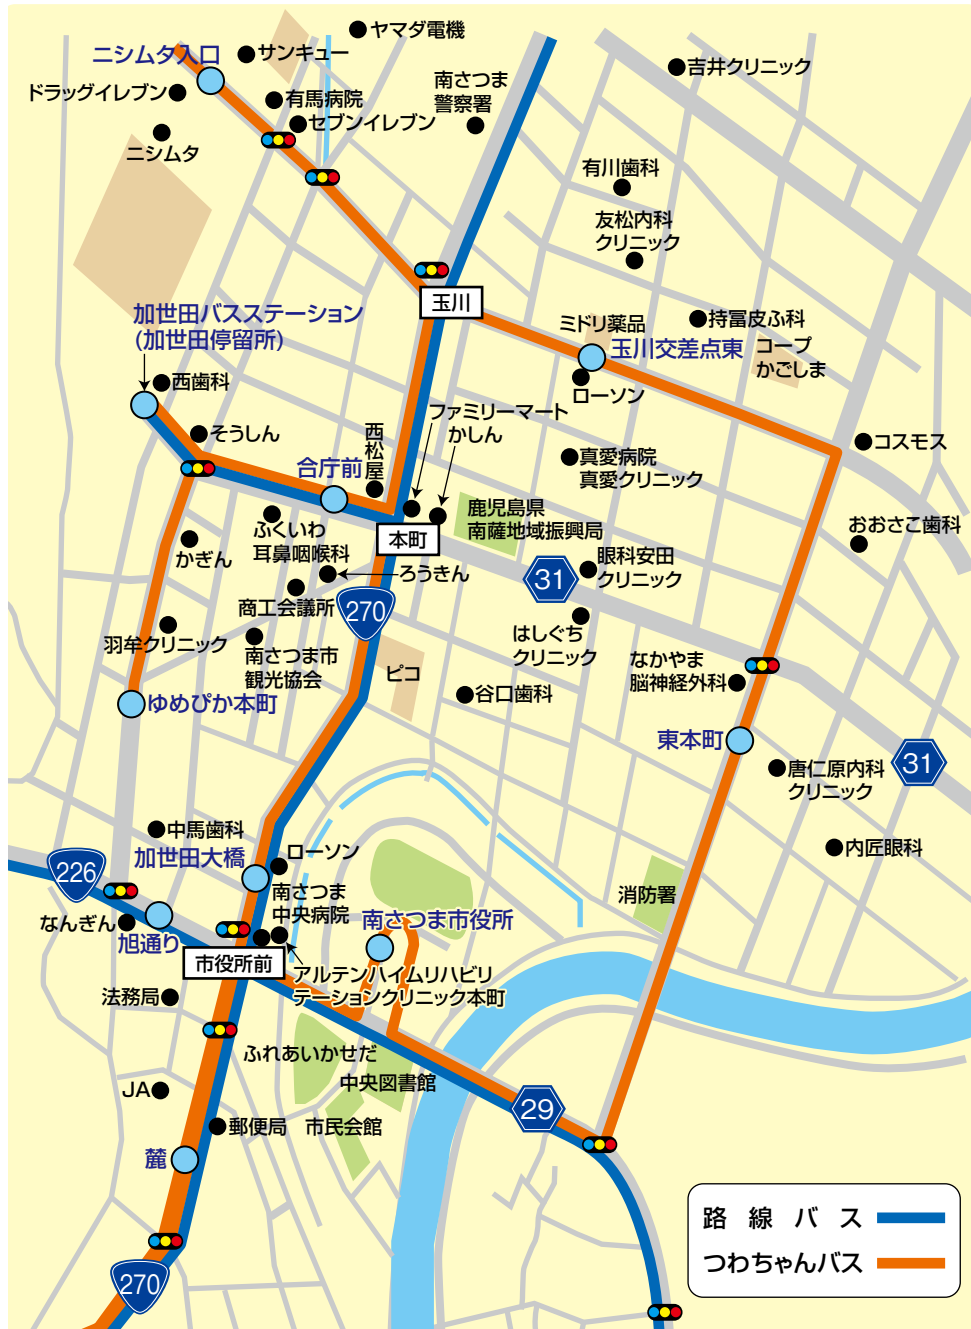 ヤマダ電機
サンキュー
ニシムタ入口
ドラッグイレブン
有馬病院
セブンイレブン
南さつま
警察署
吉井クリニック
ニシムタ
有川歯科
友松内科
クリニック
加世田バスステーション
(加世田停留所)
玉川
ミドリ薬品
持冨皮ふ科
玉川交差点東
コープ
かごしま
西歯科
ローソン
ファミリーマート
かしん
そうしん
西松屋
コスモス
合庁前
真愛病院
真愛クリニック
鹿児島県
南薩地域振興局
ふくいわ
耳鼻咽喉科
本町
おおさこ歯科
かぎん
眼科安田
クリニック
ろうきん
31
商工会議所
270
羽牟クリニック
南さつま市
観光協会
はしぐち
クリニック
なかやま
脳神経外科
ピコ
谷口歯科
ゆめぴか本町
東本町
唐仁原内科
クリニック
31
中馬歯科
加世田大橋
ローソン
内匠眼科
226
南さつま
中央病院
消防署
なんぎん
旭通り
南さつま市役所
市役所前
アルテンハイムリハビリ
テーションクリニック本町
法務局
ふれあいかせだ
中央図書館
JA
29
郵便局
市民会館
麓
路線バス
つわちゃんバス
270